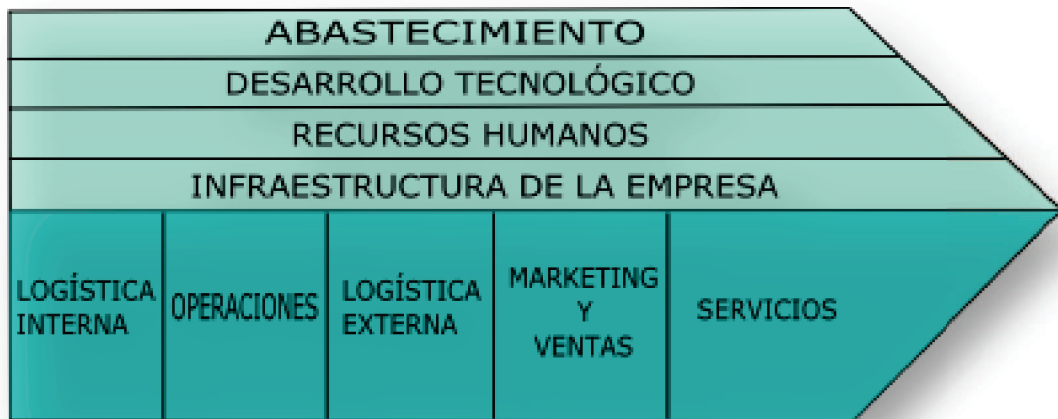 ABASTECIMIENTO
DESARROLLO TECNOLÓGICO
RECURSOS HUMANOS
INFRAESTRUCTURA DE LA EMPRESA
LOGÍSTICA
INTERNA
OPERACIONES
LOGÍSTICA
EXTERNA
MARKETING
Y
VENTAS
SERVICIOS